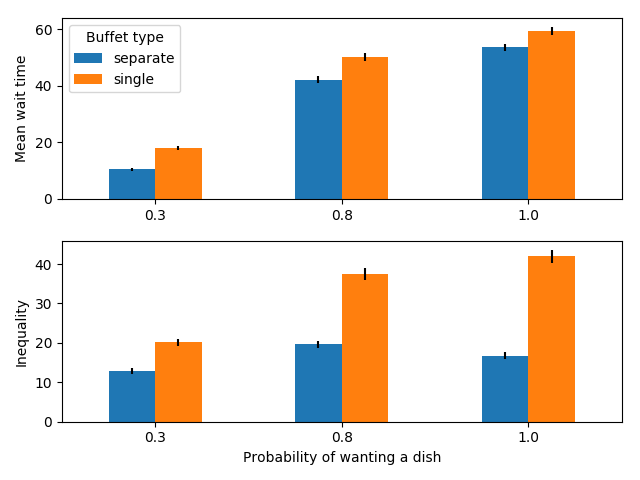 60
40
20
0
Mean wait time
Buffet type
separate
single
0.3 0.8 1.0
40
30
20
10
0
Inequality
0.3 0.8 1.0
Probability of wanting a dish